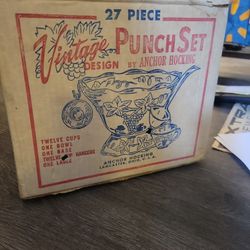 27 PIECE
Vintage PUNCH SET
DESIGN BY ANCHOR HOCKING
TWELVE CUPS
ONE BOWL
ONE BASE
TWELVE CUP HANGERS
ONE LADLE
ANCHOR HOCKING
LANCASTER, OHIO, U.S.A.